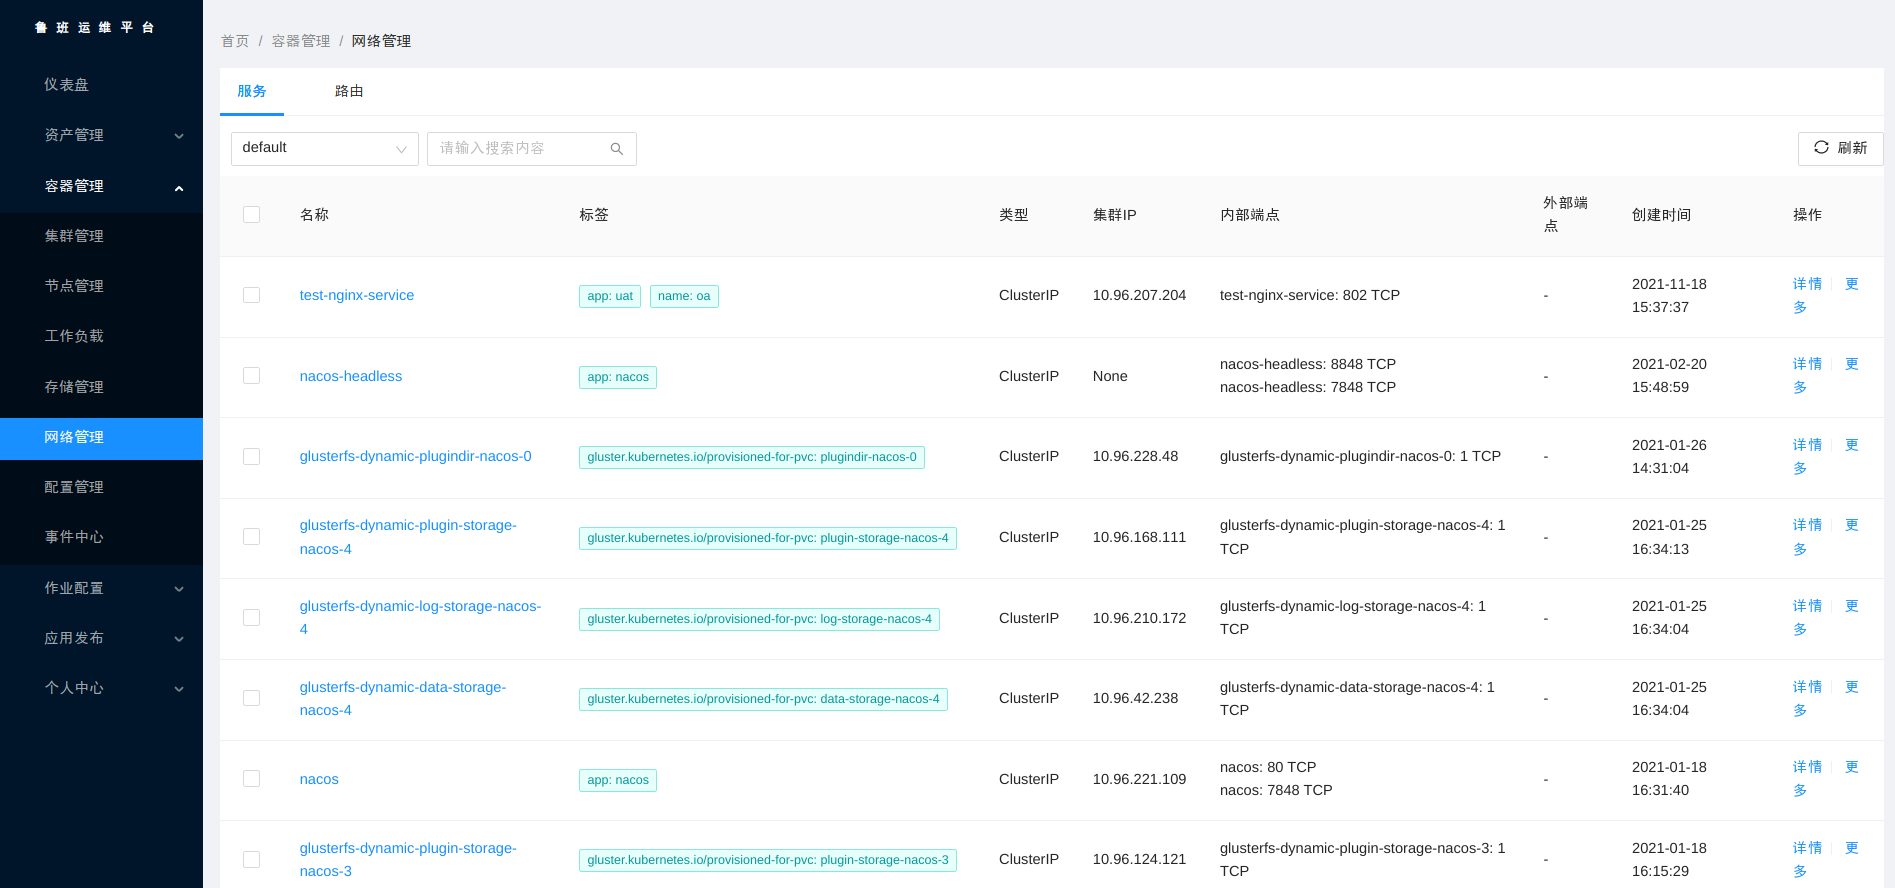 鲁班运维平台
仪表盘
资产管理
容器管理
集群管理
节点管理
工作负载
存储管理
网络管理
配置管理
事件中心
作业配置
应用发布
个人中心
首页 / 容器管理 / 网络管理
服务 路由
default 请输入搜索内容 刷新
名称 标签 类型 集群IP 内部端点 外部端 创建时间 操作
点
test-nginx-service app: uat name: oa ClusterIP 10.96.207.204 test-nginx-service: 802 TCP - 2021-11-18 详情 更
15:37:37 多
nacos-headless app: nacos ClusterIP None nacos-headless: 8848 TCP - 2021-02-20 详情 更
nacos-headless: 7848 TCP 15:48:59 多
glusterfs-dynamic-plugindir-nacos-0 gluster.kubernetes.io/provisioned-for-pvc: plugindir-nacos-0 ClusterIP 10.96.228.48 glusterfs-dynamic-plugindir-nacos-0: 1 TCP - 2021-01-26 详情 更
14:31:04 多
glusterfs-dynamic-plugin-storage- gluster.kubernetes.io/provisioned-for-pvc: plugin-storage-nacos-4 ClusterIP 10.96.168.111 glusterfs-dynamic-plugin-storage-nacos-4: 1 - 2021-01-25 详情 更
nacos-4 TCP 16:34:13 多
glusterfs-dynamic-log-storage-nacos- gluster.kubernetes.io/provisioned-for-pvc: log-storage-nacos-4 ClusterIP 10.96.210.172 glusterfs-dynamic-log-storage-nacos-4: 1 - 2021-01-25 详情 更
4 TCP 16:34:04 多
glusterfs-dynamic-data-storage- gluster.kubernetes.io/provisioned-for-pvc: data-storage-nacos-4 ClusterIP 10.96.42.238 glusterfs-dynamic-data-storage-nacos-4: 1 - 2021-01-25 详情 更
nacos-4 TCP 16:34:04 多
nacos app: nacos ClusterIP 10.96.221.109 nacos: 80 TCP - 2021-01-18 详情 更
nacos: 7848 TCP 16:31:40 多
glusterfs-dynamic-plugin-storage- gluster.kubernetes.io/provisioned-for-pvc: plugin-storage-nacos-3 ClusterIP 10.96.124.121 glusterfs-dynamic-plugin-storage-nacos-3: 1 - 2021-01-18 详情 更
nacos-3 TCP 16:15:29 多